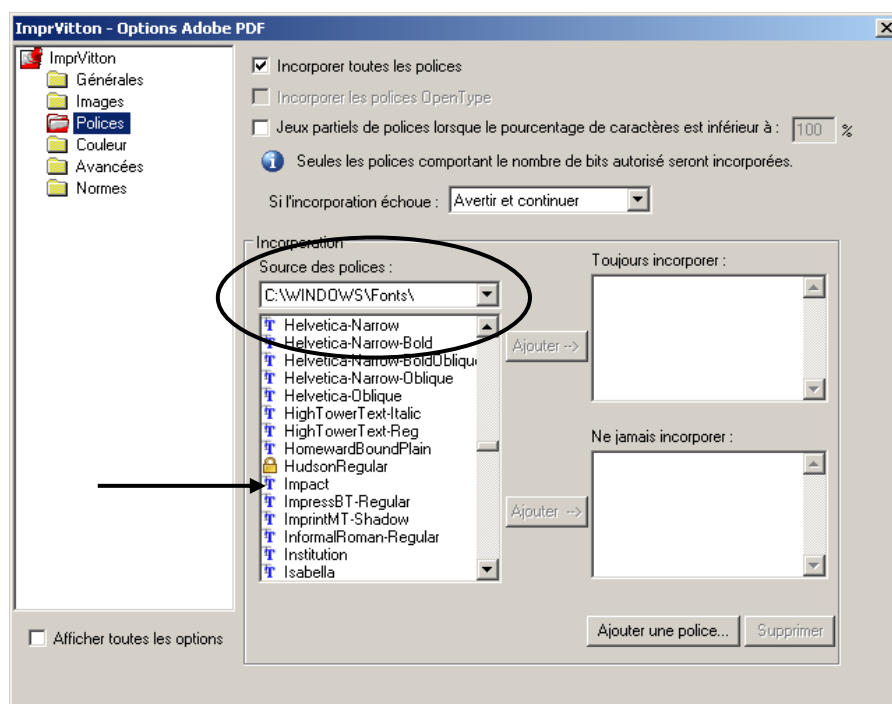 ImprVitton - Options Adobe PDF
ImprVitton
Générales
Images
Polices
Couleur
Avancées
Normes
Afficher toutes les options
Incorporer toutes les polices
Incorporer les polices OpenType
Jeux partiels de polices lorsque le pourcentage de caractères est inférieur à : 100 %
Seules les polices comportant le nombre de bits autorisé seront incorporées.
Si l'incorporation échoue : Avertir et continuer
Incorporation
Source des polices :
C:\WINDOWS\Fonts\
Helvetica-Narrow
Helvetica-Narrow-Bold
Helvetica-Narrow-BoldObliqu
Helvetica-Narrow-Oblique
Helvetica-Oblique
HighTowerText-Italic
HighTowerText-Reg
HomewardBoundPlain
HudsonRegular
Impact
ImpressBT-Regular
ImprintMT-Shadow
InformalRoman-Regular
Institution
Isabella
Ajouter -->
Ajouter -->
Toujours incorporer :
Ne jamais incorporer :
Ajouter une police...
Supprimer